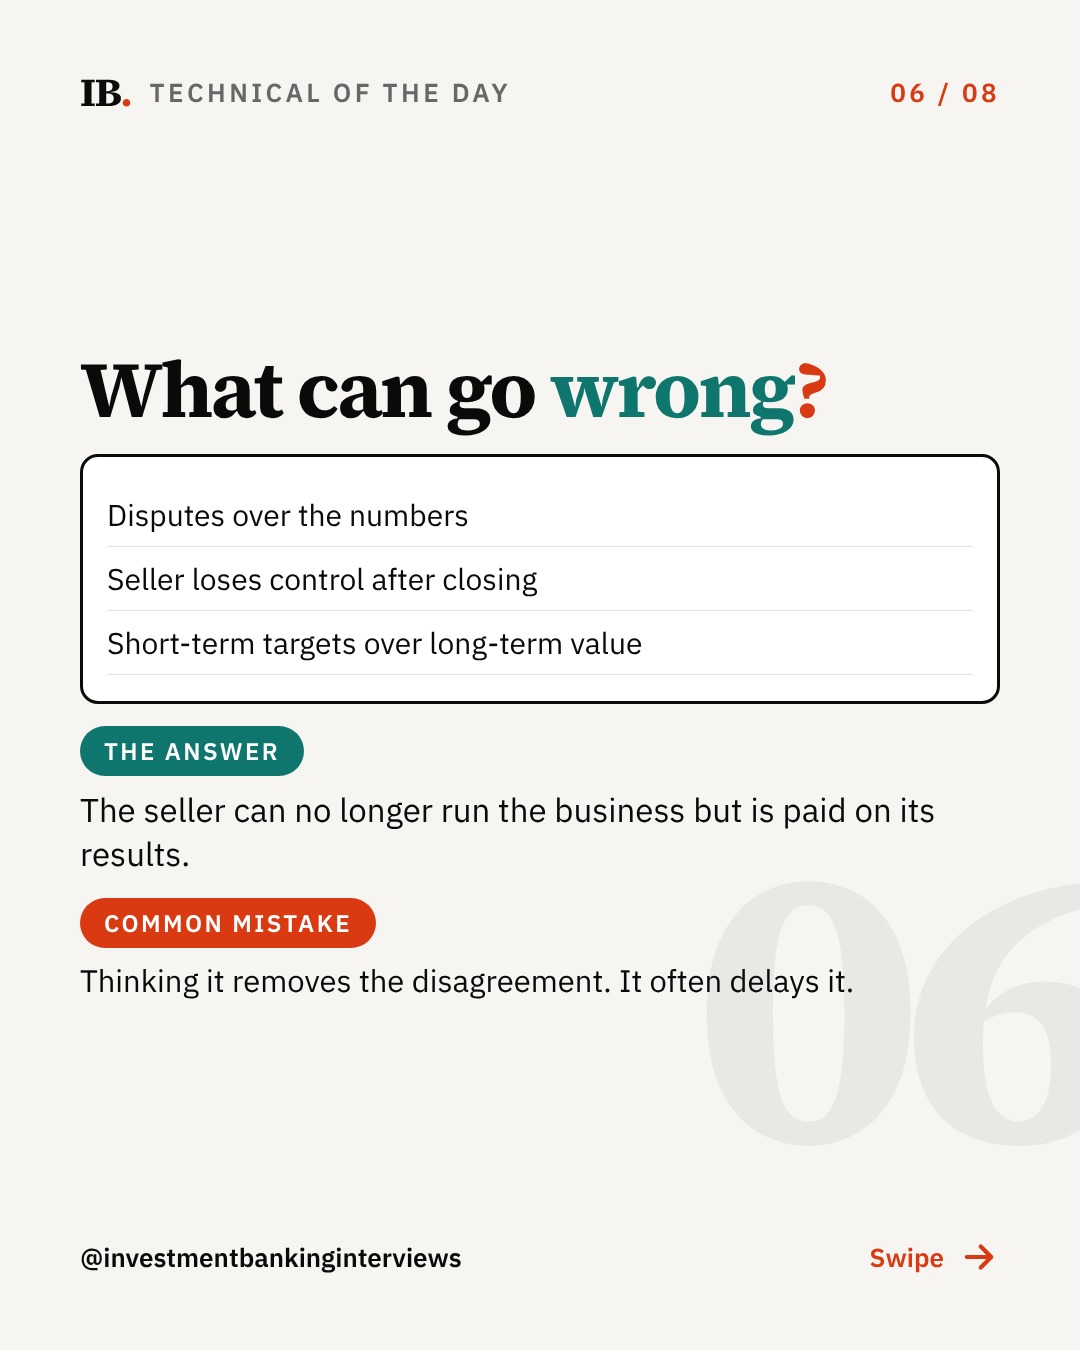 IB. TECHNICAL OF THE DAY
06 / 08
What can go wrong?
Disputes over the numbers
Seller loses control after closing
Short-term targets over long-term value
THE ANSWER
The seller can no longer run the business but is paid on its
results.
COMMON MISTAKE
Thinking it removes the disagreement. It often delays it.
06
@investmentbankinginterviews
Swipe →